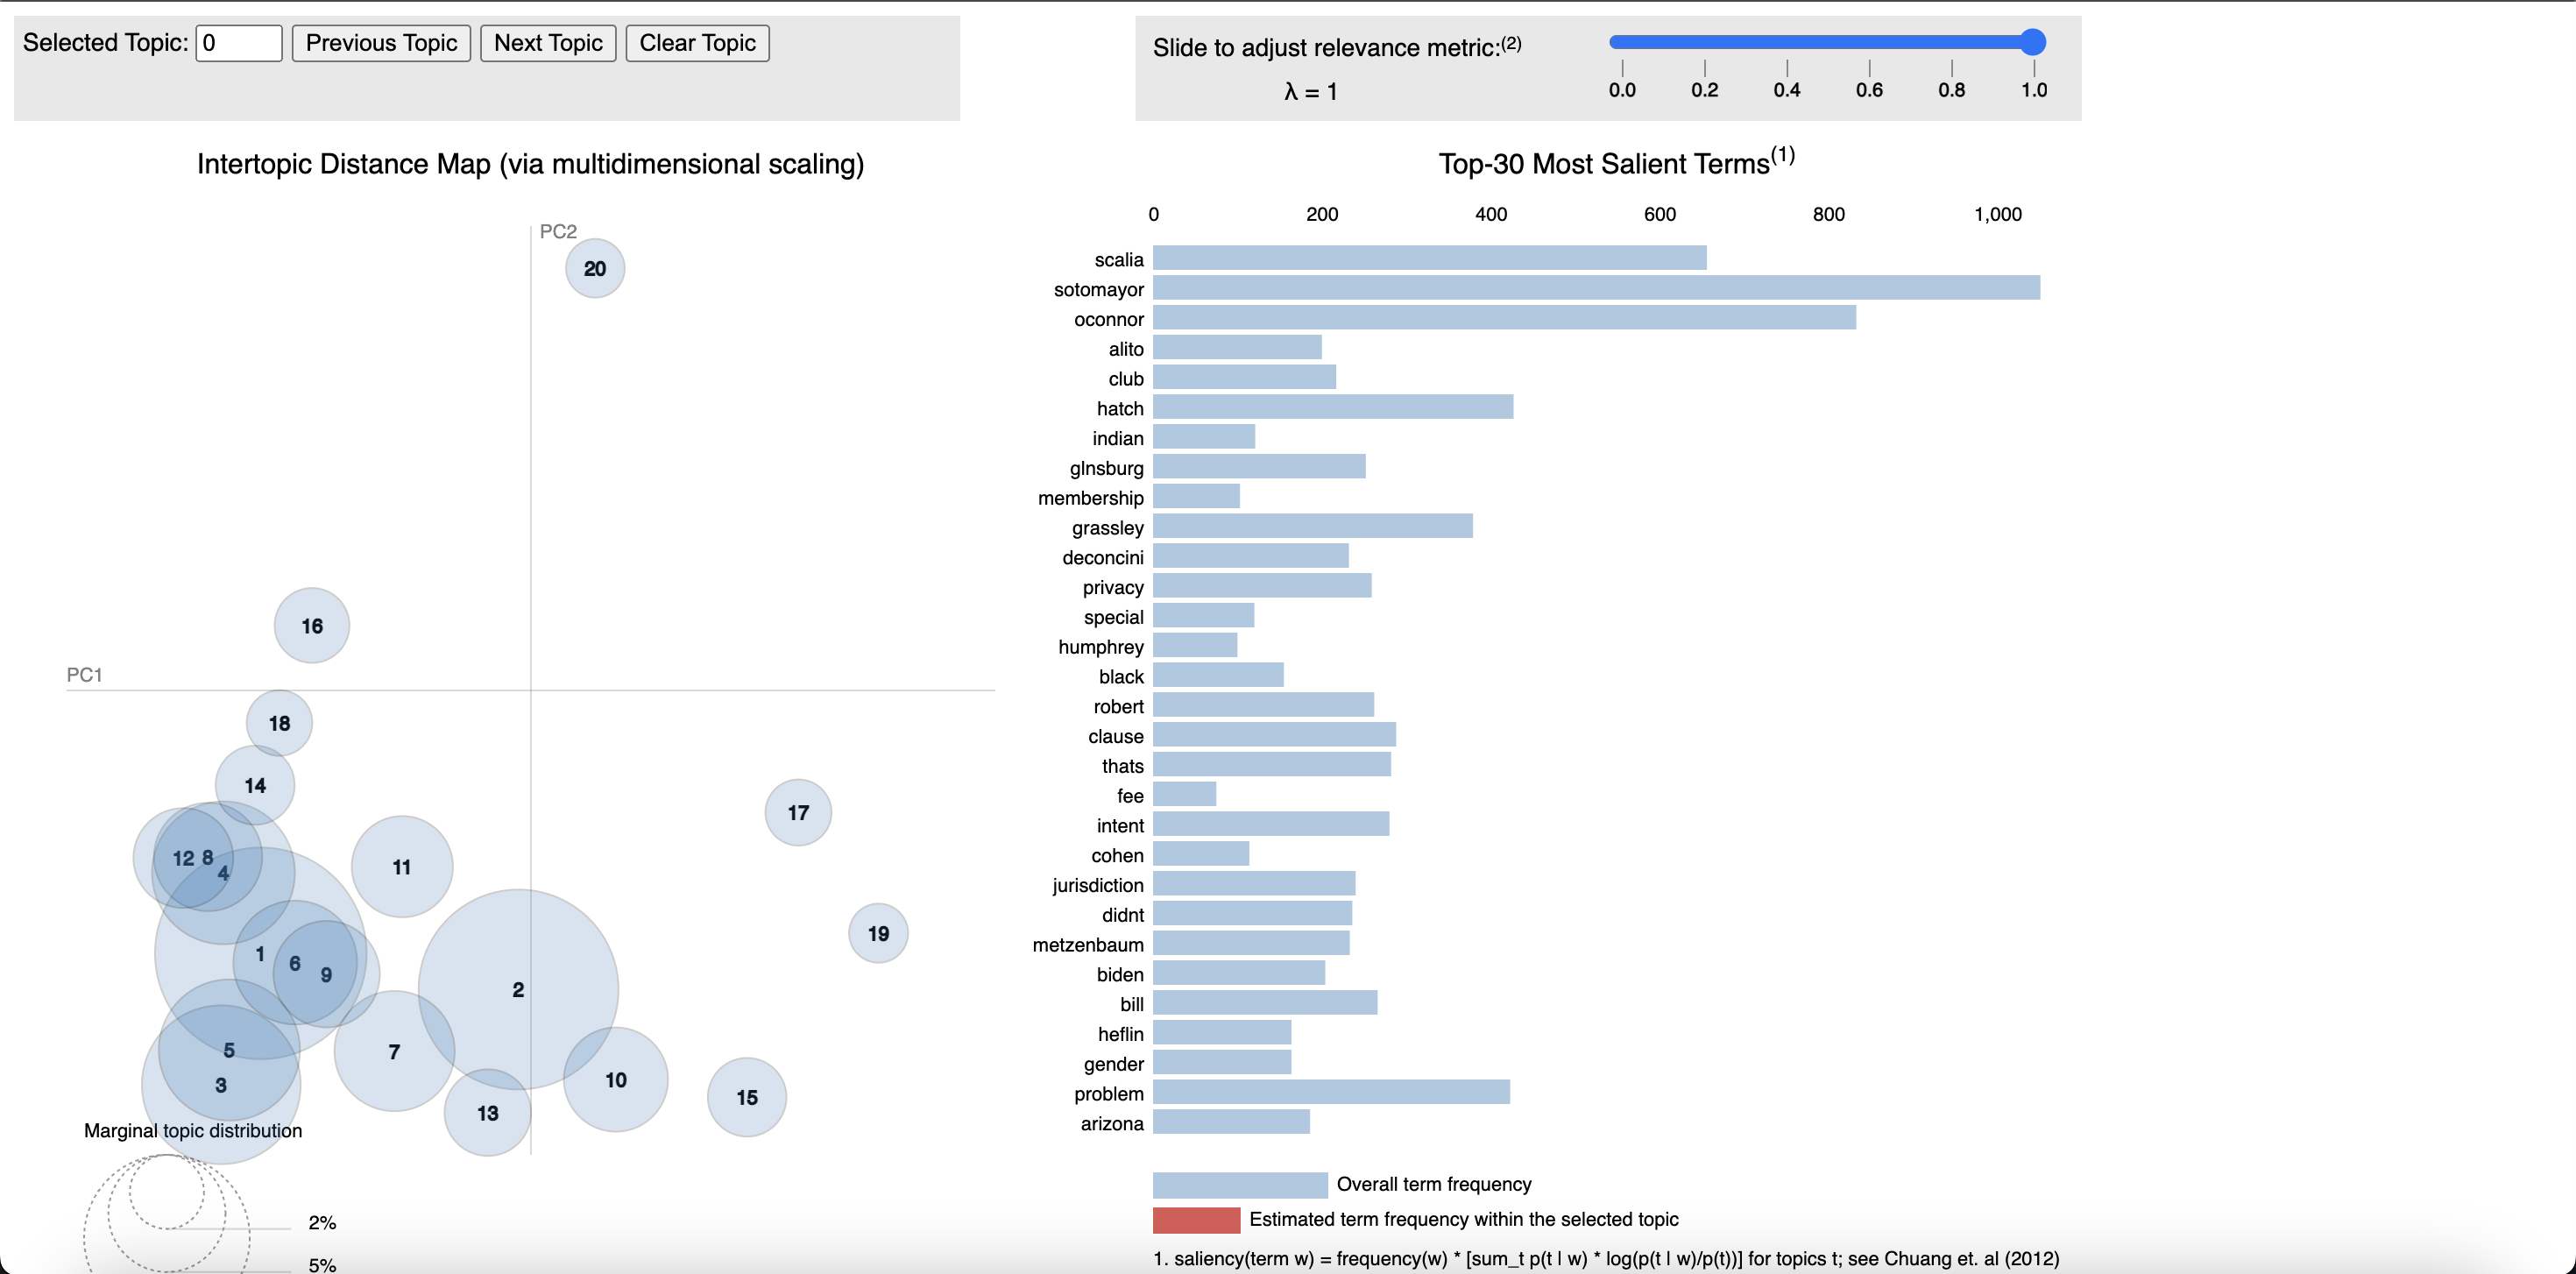 Selected Topic: 0 Previous Topic Next Topic Clear Topic
Slide to adjust relevance metric:(2)
λ = 1
0.0 0.2 0.4 0.6 0.8 1.0
Intertopic Distance Map (via multidimensional scaling)
PC2
20
16
PC1
18
14
17
12 8
4
11
19
1
6
9
2
5
7
10
3
15
13
Marginal topic distribution
2%
5%
Top-30 Most Salient Terms(1)
0 200 400 600 800 1,000
scalia
sotomayor
oconnor
alito
club
hatch
indian
glnsburg
membership
grassley
deconcini
privacy
special
humphrey
black
robert
clause
thats
fee
intent
cohen
jurisdiction
didnt
metzenbaum
biden
bill
heflin
gender
problem
arizona
Overall term frequency
Estimated term frequency within the selected topic
1. saliency(term w) = frequency(w) * [sum_t p(t | w) * log(p(t | w)/p(t))] for topics t; see Chuang et. al (2012)